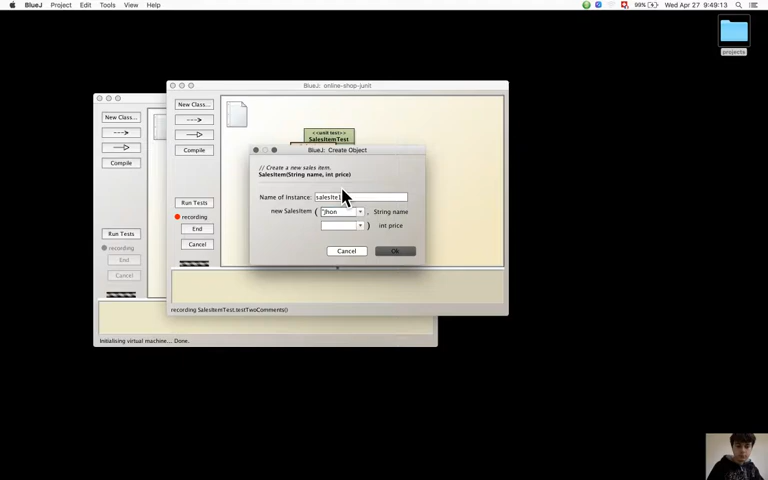 BlueJ Project Edit Tools View Help
99% Wed Apr 27 9:49:13
projects
BlueJ: online-shop-junit
New Class...
Compile
Run Tests
recording
End
Cancel
<<unit test>>
SalesItemTest
recording SalesItemTest.testTwoComments()
New Class...
Compile
Run Tests
recording
End
Cancel
Initialising virtual machine... Done.
BlueJ: Create Object
// Create a new sales item.
SalesItem(String name, int price)
Name of Instance:
new SalesItem ( "Jhon , String name
) int price
Cancel
Ok